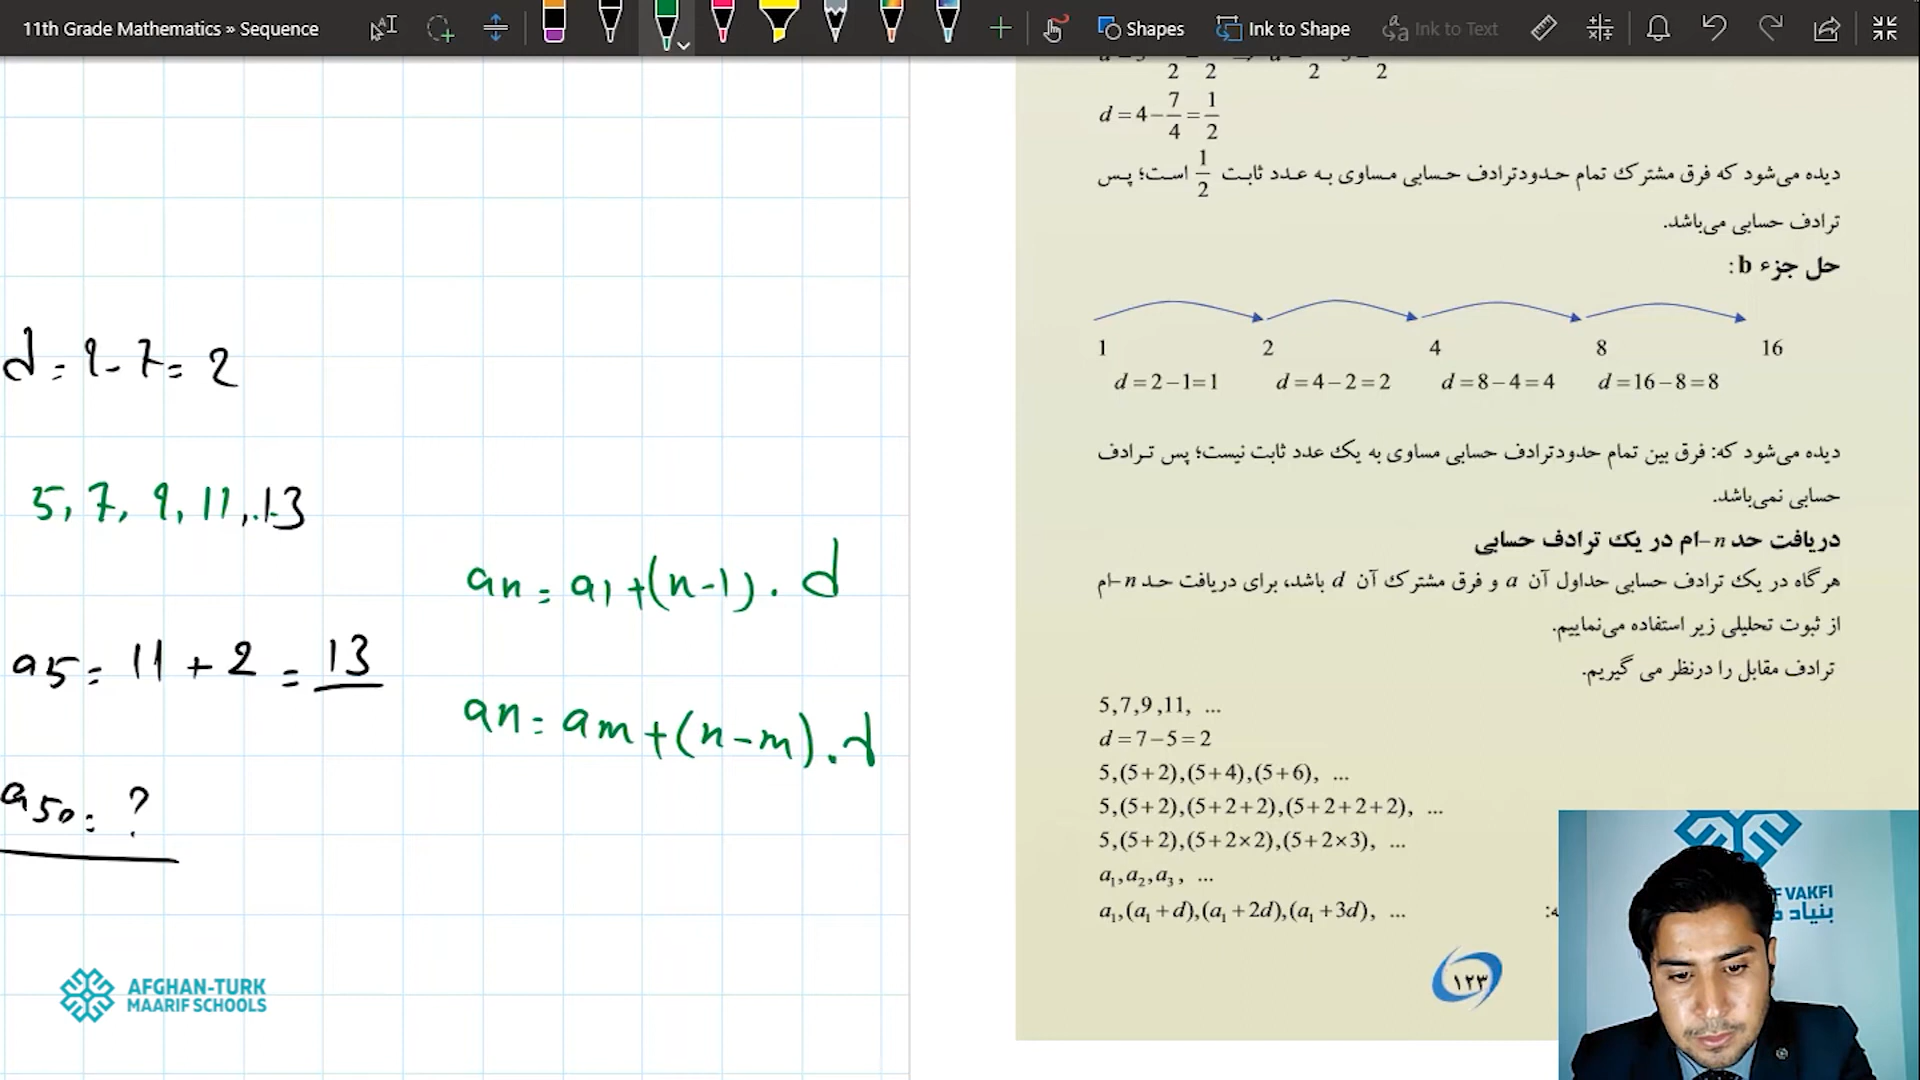 11th Grade Mathematics » Sequence
Shapes
Ink to Shape
Ink to Text
d = 9 - 7 = 2
5, 7, 9, 11, 13
a5 = 11 + 2 = 13
a50 = ?
an = a1 + (n-1) . d
an = am + (n-m) . d
AFGHAN-TURK
MAARIF SCHOOLS
d = 4 - 7/4 = 1/2
دیده می‌شود که فرق مشترک تمام حدودترادف حسابی مساوی به عدد ثابت 1/2 است؛ پس
ترادف حسابی می‌باشد.
حل جزء b:
1 2 4 8 16
d = 2 - 1 = 1 d = 4 - 2 = 2 d = 8 - 4 = 4 d = 16 - 8 = 8
دیده می‌شود که: فرق بین تمام حدودترادف حسابی مساوی به یک عدد ثابت نیست؛ پس ترادف
حسابی نمی‌باشد.
دریافت حد n-ام در یک ترادف حسابی
هرگاه در یک ترادف حسابی حداول آن a و فرق مشترک آن d باشد، برای دریافت حد n-ام
از ثبوت تحلیلی زیر استفاده می‌نماییم.
ترادف مقابل را درنظر می گیریم.
5,7,9,11, ...
d = 7 - 5 = 2
5,(5+2),(5+4),(5+6), ...
5,(5+2),(5+2+2),(5+2+2+2), ...
5,(5+2),(5+2×2),(5+2×3), ...
a₁,a₂,a₃, ...
a₁,(a₁+d),(a₁+2d),(a₁+3d), ...
۱۲۳
VAKFI
بنیاد